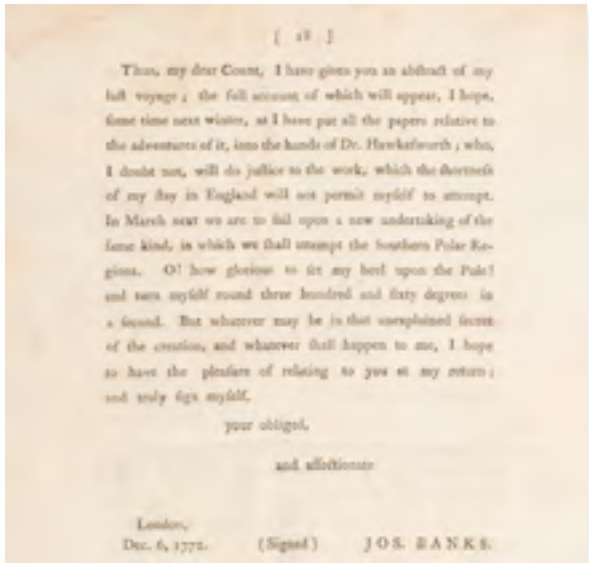 [ 18 ]
Thus, my dear Count, I have given you an abſtract of my
laſt voyage; the full account of which will appear, I hope,
ſome time next winter, as I have put all the papers relative to
the adventures of it, into the hands of Dr. Hawkeſworth; who,
I doubt not, will do juſtice to the work, which the ſhortneſs
of my ſtay in England will not permit myſelf to attempt.
In March next we are to ſail upon a new undertaking of the
ſame kind, in which we ſhall attempt the Southern Polar Re-
gions. O! how glorious to ſet my heel upon the Pole!
and turn myſelf round three hundred and ſixty degrees in
a ſecond. But whatever may be in that unexplained ſecret
of the creation, and whatever ſhall happen to me, I hope
to have the pleaſure of relating to you at my return;
and truly ſign myſelf,
your obliged,
and affectionate
London,
Dec. 6, 1772. (Signed) JOS. BANKS.